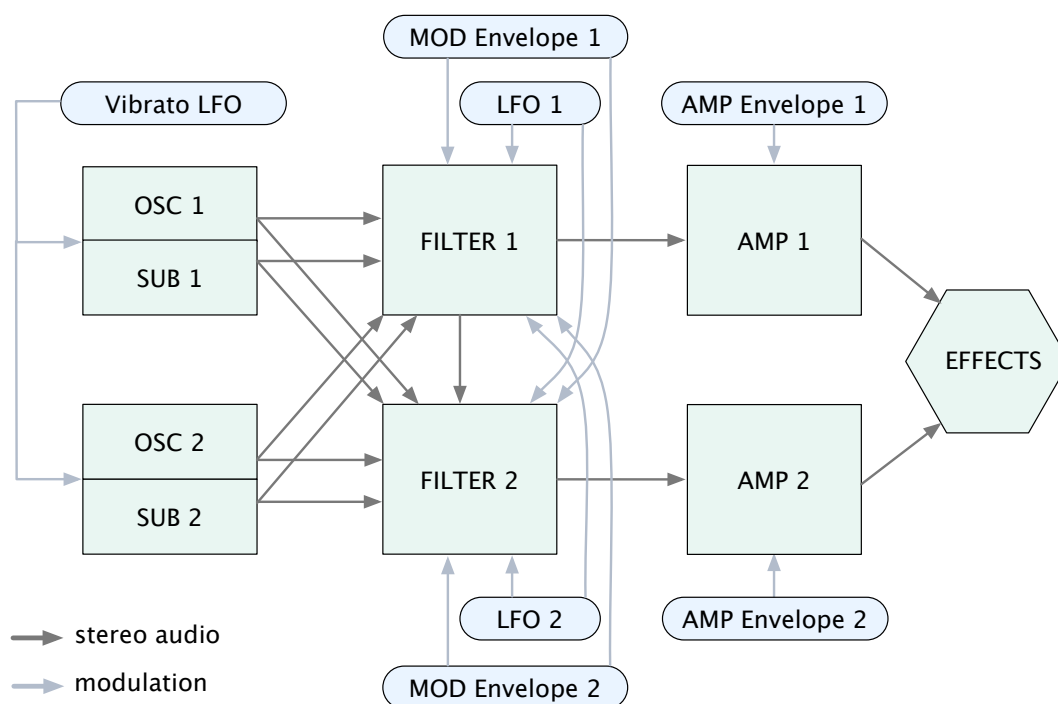 MOD Envelope 1
Vibrato LFO
LFO 1
AMP Envelope 1
OSC 1
SUB 1
FILTER 1
AMP 1
EFFECTS
OSC 2
SUB 2
FILTER 2
AMP 2
LFO 2
AMP Envelope 2
stereo audio
modulation
MOD Envelope 2